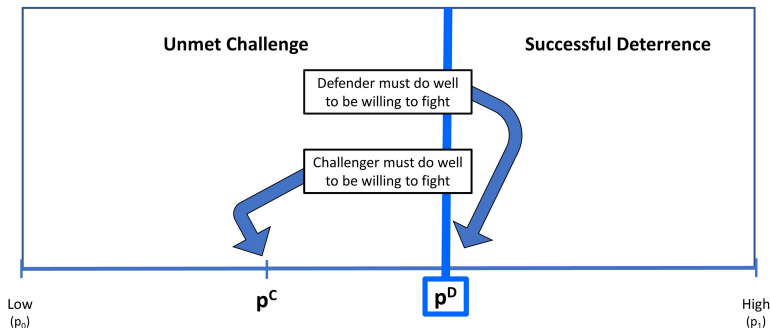 Unmet Challenge
Successful Deterrence
Defender must do well
to be willing to fight
Challenger must do well
to be willing to fight
Low
(p₀)
pᶜ
pᴰ
High
(p₁)